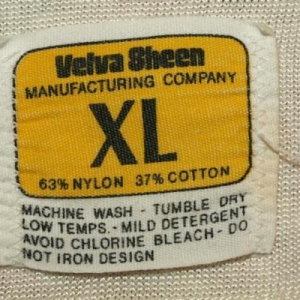 Velva Sheen
MANUFACTURING COMPANY
XL
63% NYLON 37% COTTON
MACHINE WASH - TUMBLE DRY
LOW TEMPS. - MILD DETERGENT
AVOID CHLORINE BLEACH - DO
NOT IRON DESIGN